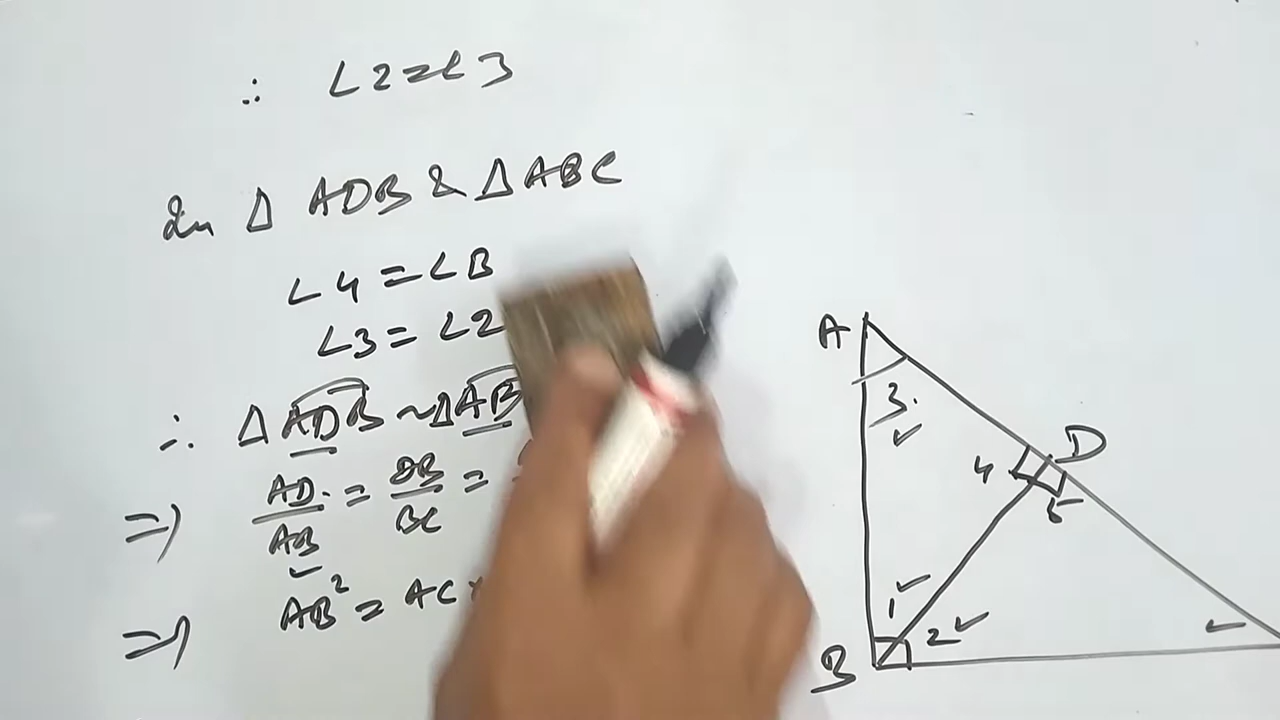 ∴ ∠2=∠3
In Δ ADB & Δ ABC
∠4 = ∠B
∠3 = ∠2
∴ Δ ADB ~ Δ AB
⇒ AD/AB = DB/BC =
⇒ AB² = AC ×
A
3.
4
D
5
1
2
B